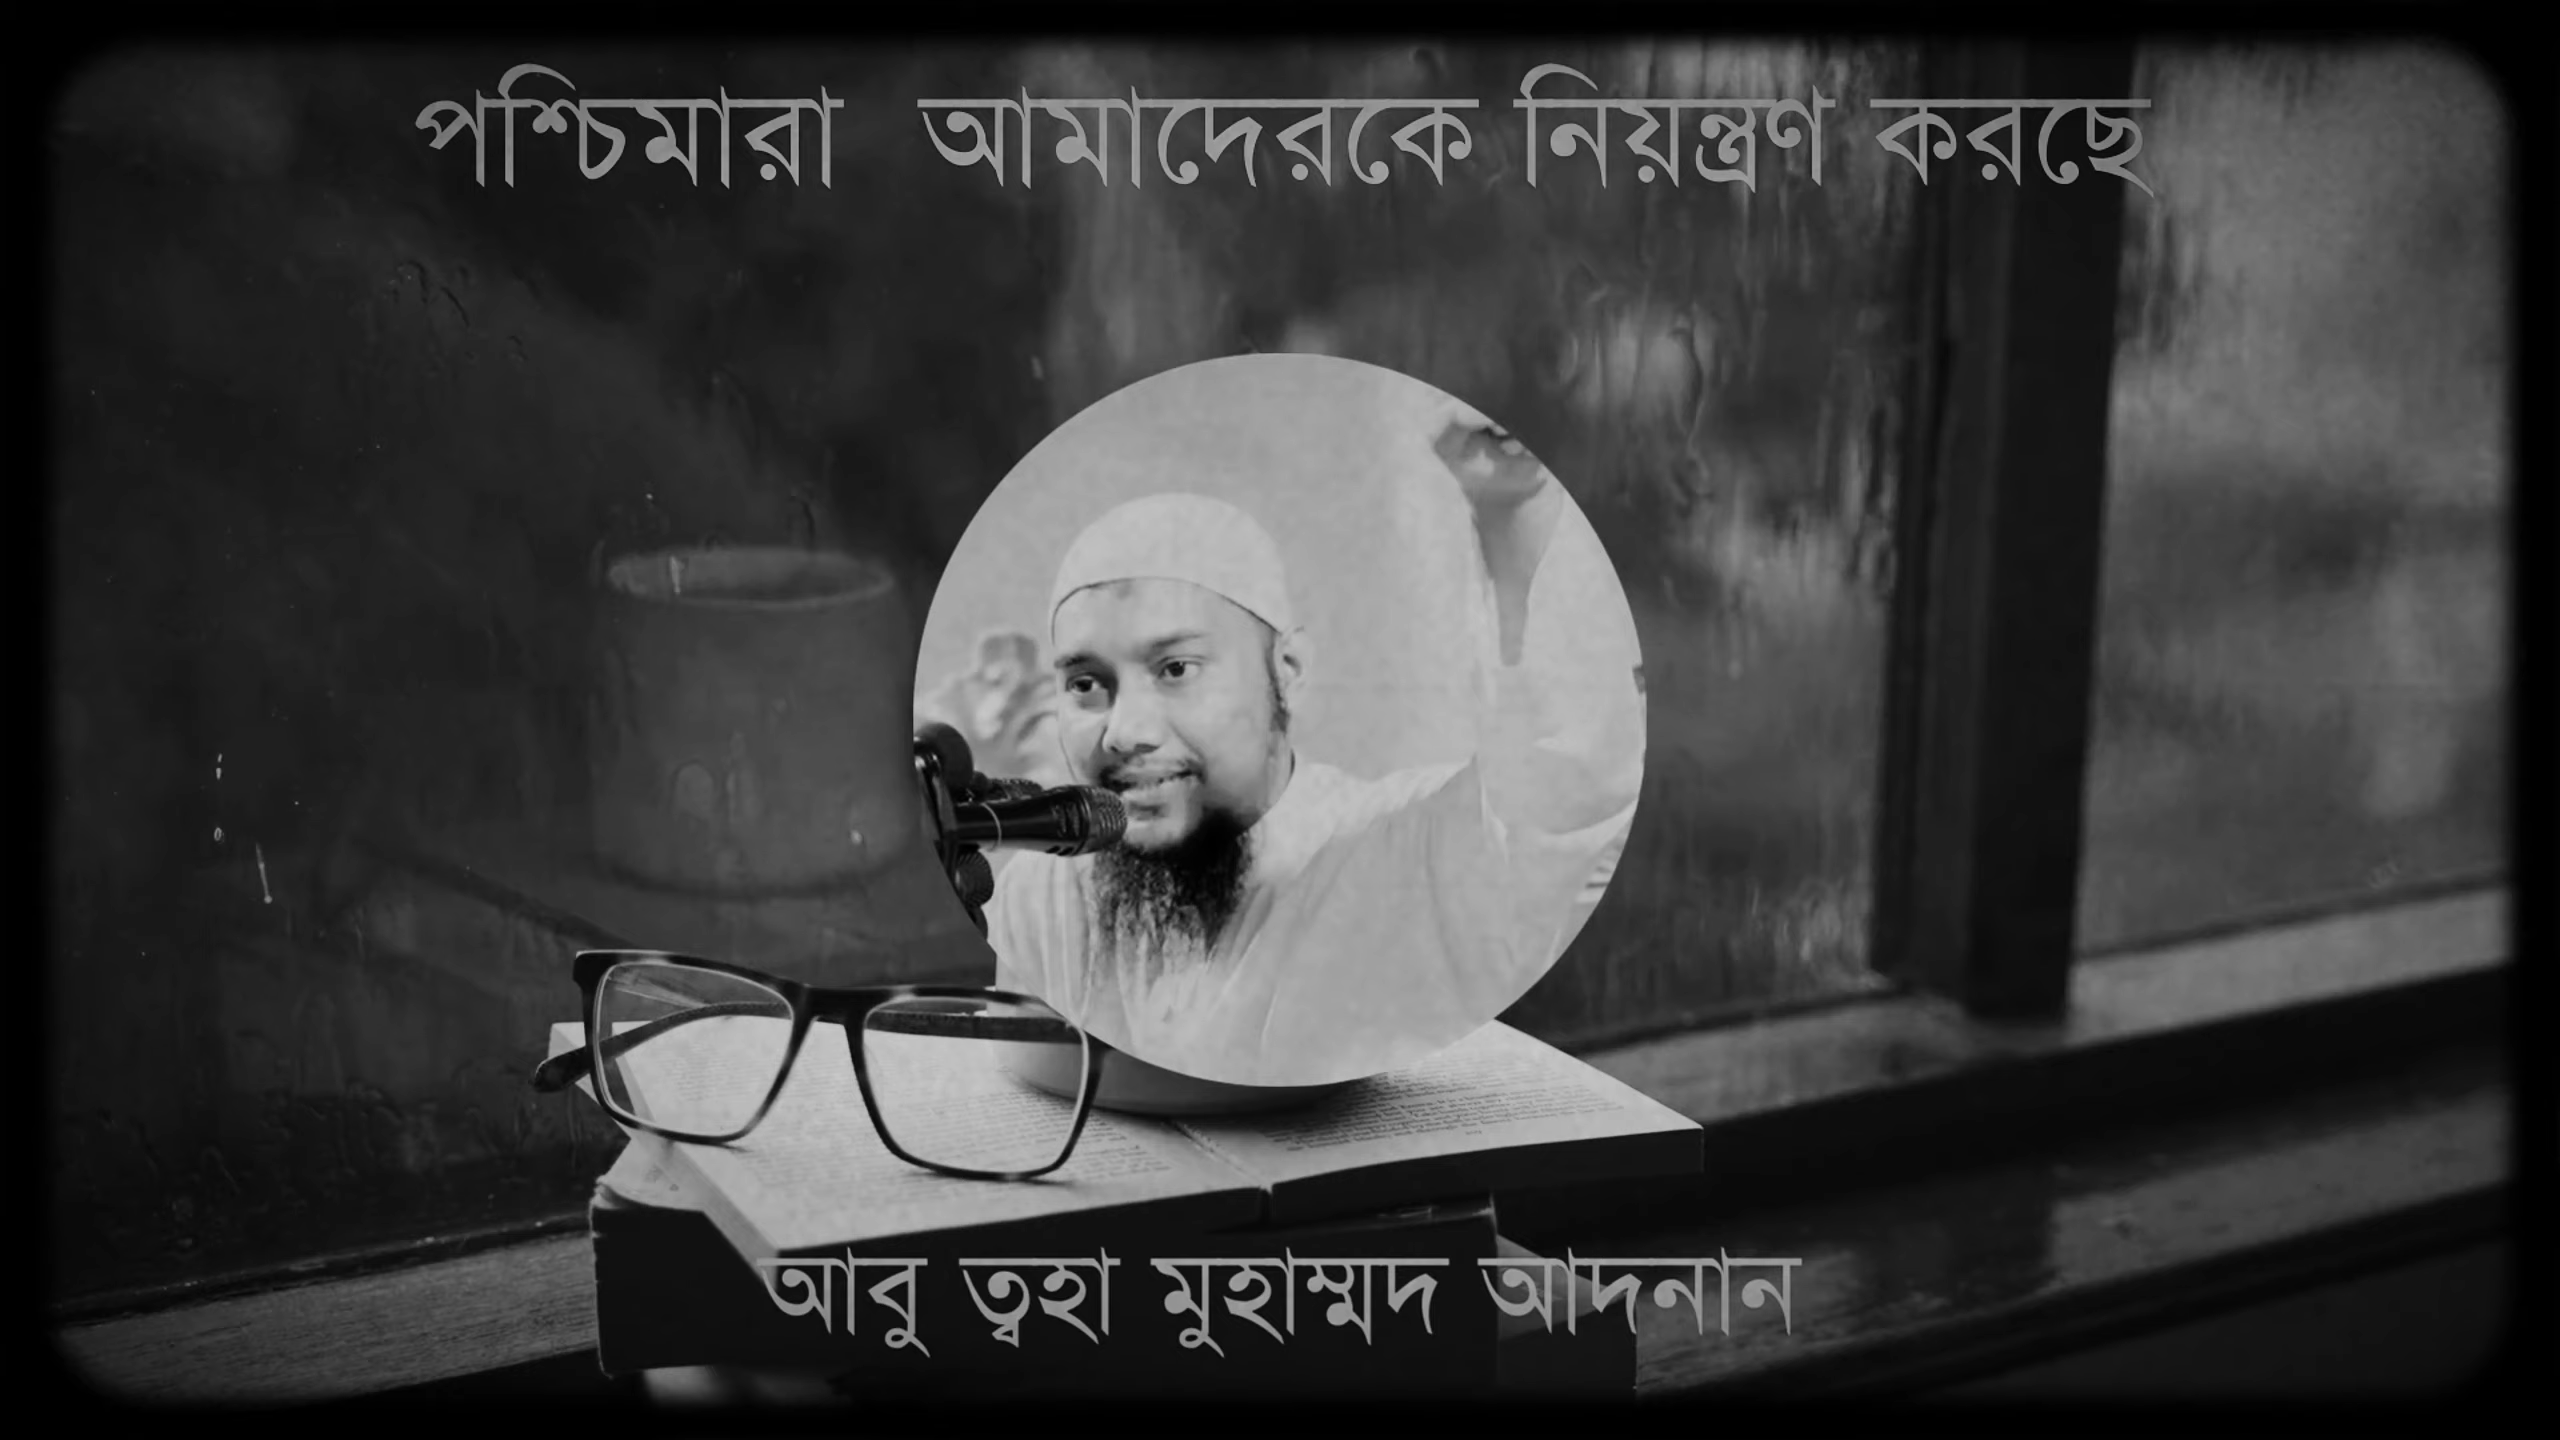 পশ্চিমারা আমাদেরকে নিয়ন্ত্রণ করছে
আবু ত্বহা মুহাম্মদ আদনান